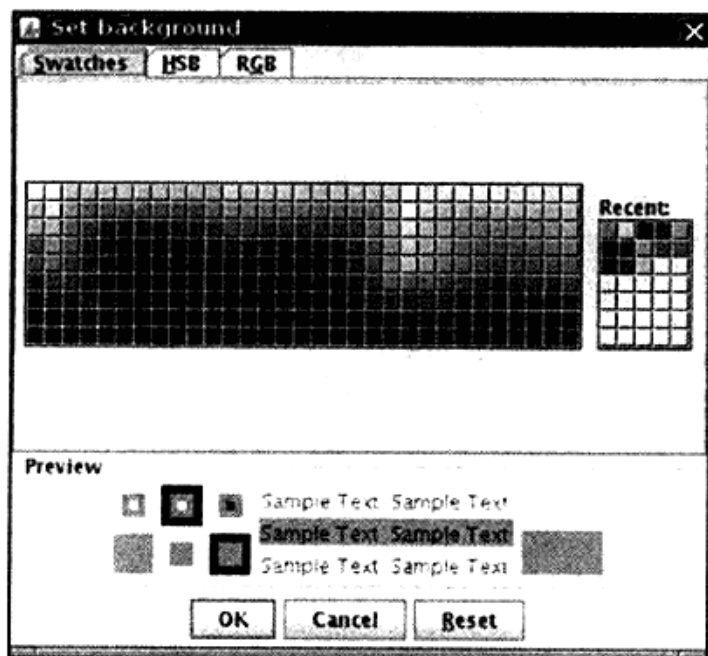 Set background
Swatches HSB RGB
Recent:
Preview
Sample Text Sample Text
Sample Text Sample Text
Sample Text Sample Text
OK Cancel Reset